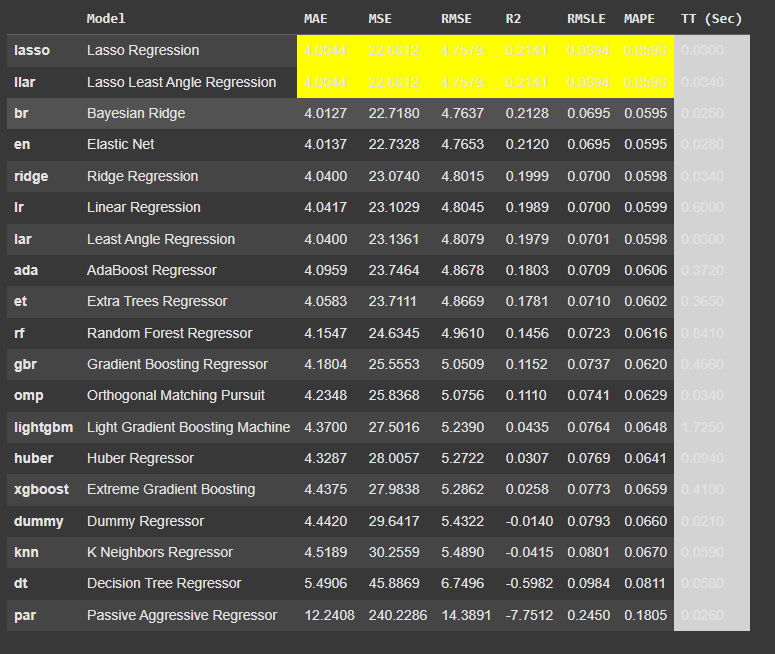 Model MAE MSE RMSE R2 RMSLE MAPE TT (Sec)
lasso Lasso Regression 4.0044 22.6612 4.7579 0.2141 0.0694 0.0593 0.0300
llar Lasso Least Angle Regression 4.0044 22.6612 4.7579 0.2141 0.0694 0.0593 0.0340
br Bayesian Ridge 4.0127 22.7180 4.7637 0.2128 0.0695 0.0595 0.0250
en Elastic Net 4.0137 22.7328 4.7653 0.2120 0.0695 0.0595 0.0280
ridge Ridge Regression 4.0400 23.0740 4.8015 0.1999 0.0700 0.0598 0.0340
lr Linear Regression 4.0417 23.1029 4.8045 0.1989 0.0700 0.0599 0.6000
lar Least Angle Regression 4.0400 23.1361 4.8079 0.1979 0.0701 0.0598 0.0300
ada AdaBoost Regressor 4.0959 23.7464 4.8678 0.1803 0.0709 0.0606 0.3720
et Extra Trees Regressor 4.0583 23.7111 4.8669 0.1781 0.0710 0.0602 0.3650
rf Random Forest Regressor 4.1547 24.6345 4.9610 0.1456 0.0723 0.0616 0.8410
gbr Gradient Boosting Regressor 4.1804 25.5553 5.0509 0.1152 0.0737 0.0620 0.4660
omp Orthogonal Matching Pursuit 4.2348 25.8368 5.0756 0.1110 0.0741 0.0629 0.0340
lightgbm Light Gradient Boosting Machine 4.3700 27.5016 5.2390 0.0435 0.0764 0.0648 1.7250
huber Huber Regressor 4.3287 28.0057 5.2722 0.0307 0.0769 0.0641 0.0940
xgboost Extreme Gradient Boosting 4.4375 27.9838 5.2862 0.0258 0.0773 0.0659 0.4100
dummy Dummy Regressor 4.4420 29.6417 5.4322 -0.0140 0.0793 0.0660 0.0210
knn K Neighbors Regressor 4.5189 30.2559 5.4890 -0.0415 0.0801 0.0670 0.0590
dt Decision Tree Regressor 5.4906 45.8869 6.7496 -0.5982 0.0984 0.0811 0.0580
par Passive Aggressive Regressor 12.2408 240.2286 14.3891 -7.7512 0.2450 0.1805 0.0260